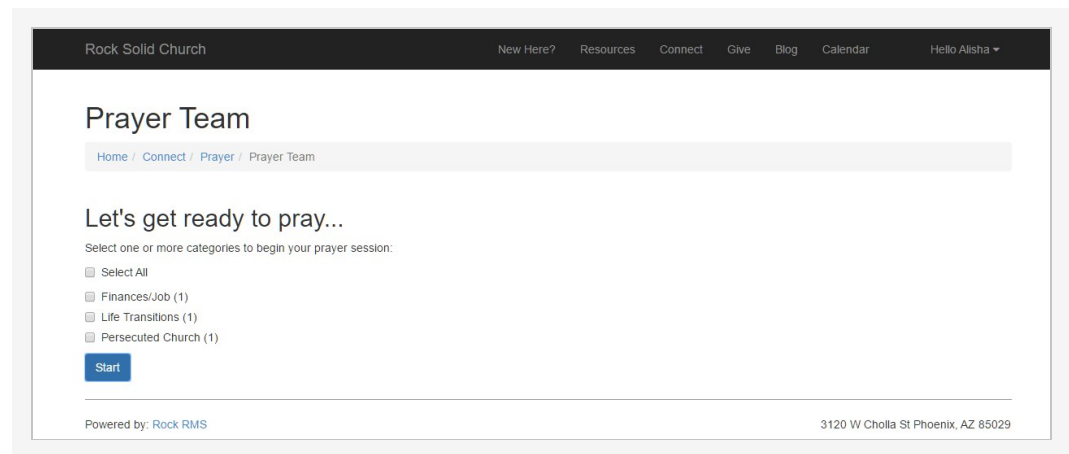 Rock Solid Church New Here? Resources Connect Give Blog Calendar Hello Alisha
Prayer Team
Home / Connect / Prayer / Prayer Team
Let's get ready to pray...
Select one or more categories to begin your prayer session:
Select All
Finances/Job (1)
Life Transitions (1)
Persecuted Church (1)
Start
Powered by: Rock RMS 3120 W Cholla St Phoenix, AZ 85029